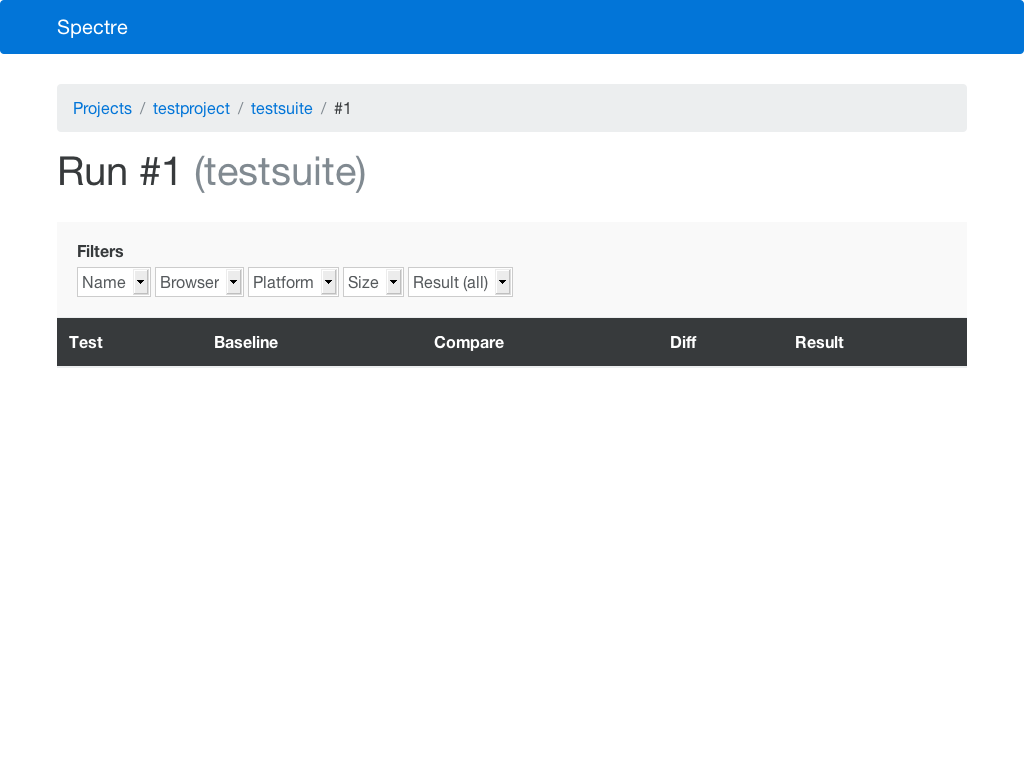 Spectre
Projects / testproject / testsuite / #1
Run #1 (testsuite)
Filters
Name Browser Platform Size Result (all)
Test Baseline Compare Diff Result